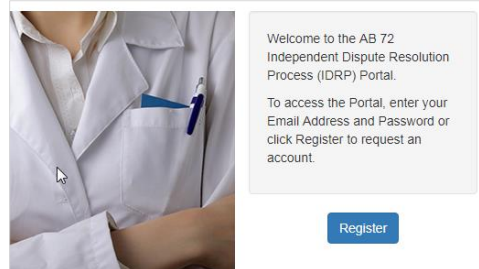 Welcome to the AB 72
Independent Dispute Resolution
Process (IDRP) Portal.
To access the Portal, enter your
Email Address and Password or
click Register to request an
account.
Register